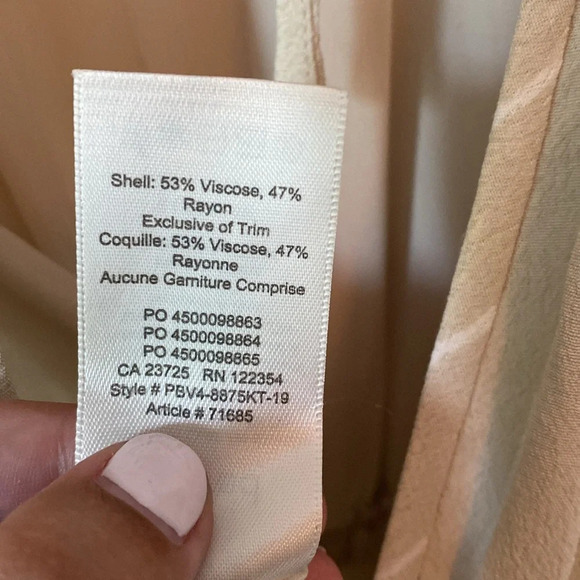 Shell: 53% Viscose, 47%
Rayon
Exclusive of Trim
Coquille: 53% Viscose, 47%
Rayonne
Aucune Garniture Comprise
PO 4500098863
PO 4500098864
PO 4500098865
CA 23725 RN 122354
Style # PBV4-8875KT-19
Article # 71685